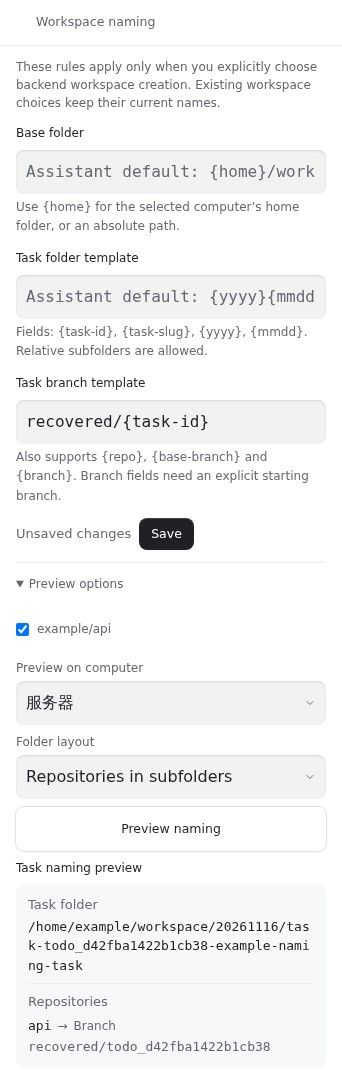 Workspace naming
These rules apply only when you explicitly choose
backend workspace creation. Existing workspace
choices keep their current names.
Base folder
Assistant default: {home}/work
Use {home} for the selected computer's home
folder, or an absolute path.
Task folder template
Assistant default: {yyyy}{mmdd
Fields: {task-id}, {task-slug}, {yyyy}, {mmdd}.
Relative subfolders are allowed.
Task branch template
recovered/{task-id}
Also supports {repo}, {base-branch} and
{branch}. Branch fields need an explicit starting
branch.
Unsaved changes Save
▼ Preview options
example/api
Preview on computer
服务器
Folder layout
Repositories in subfolders
Preview naming
Task naming preview
Task folder
/home/example/workspace/20261116/tas
k-todo_d42fba1422b1cb38-example-nami
ng-task
Repositories
api → Branch
recovered/todo_d42fba1422b1cb38